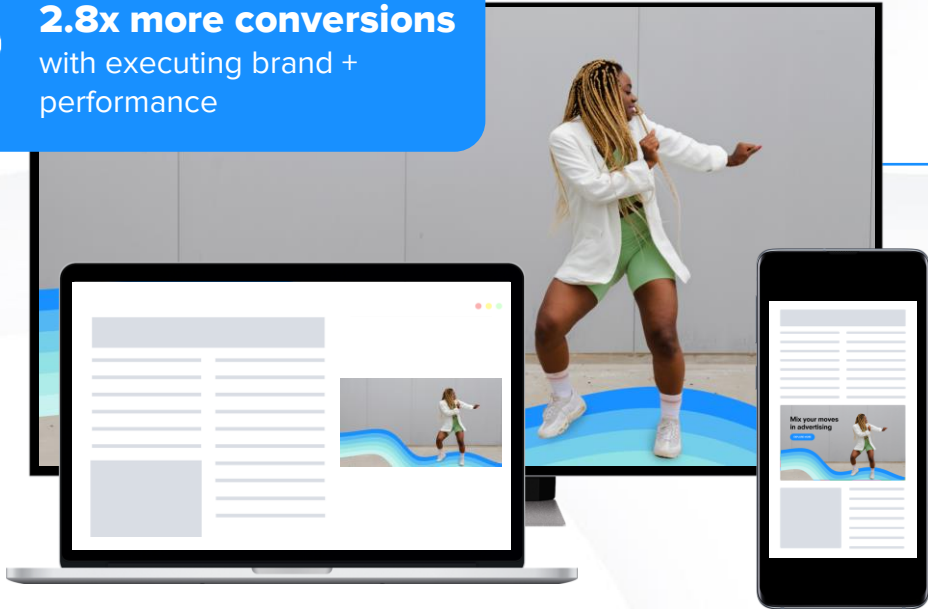 2.8x more conversions
with executing brand +
performance
Mix your moves
in advertising